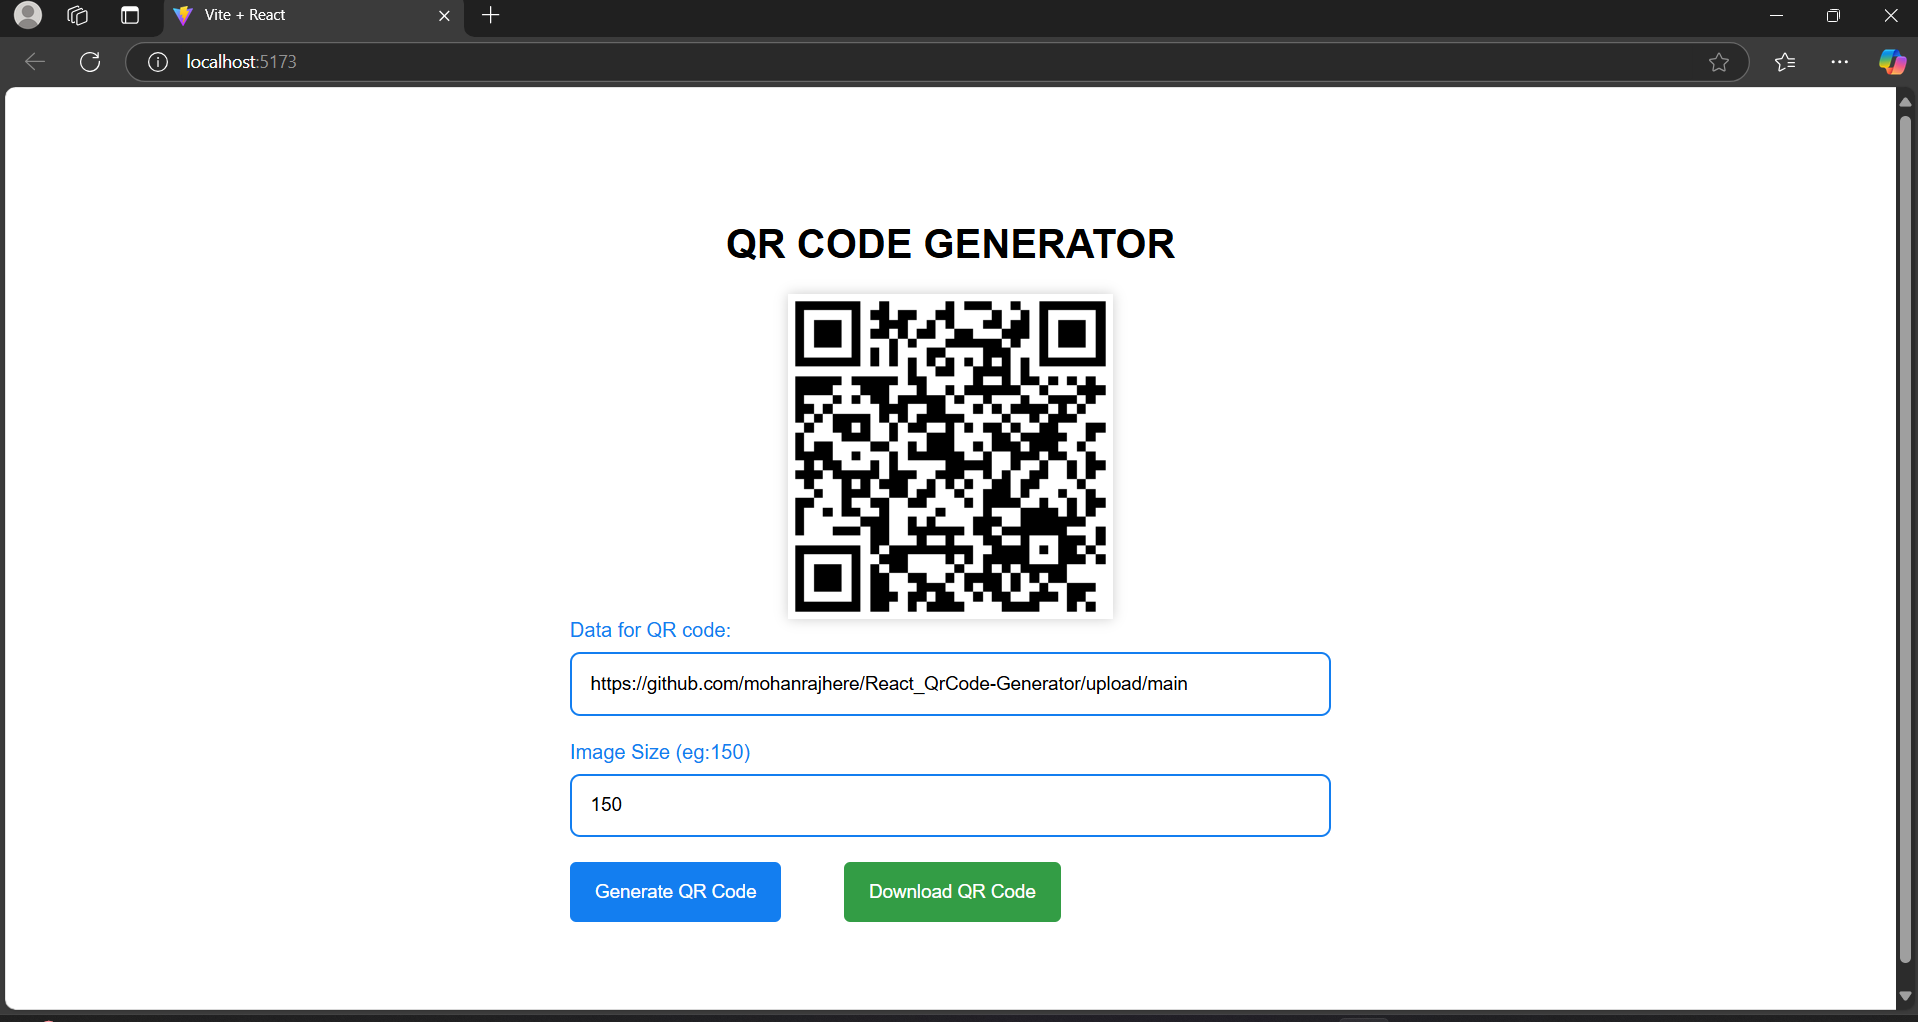 Vite + React
localhost:5173
QR CODE GENERATOR
Data for QR code:
https://github.com/mohanrajhere/React_QrCode-Generator/upload/main
Image Size (eg:150)
150
Generate QR Code
Download QR Code